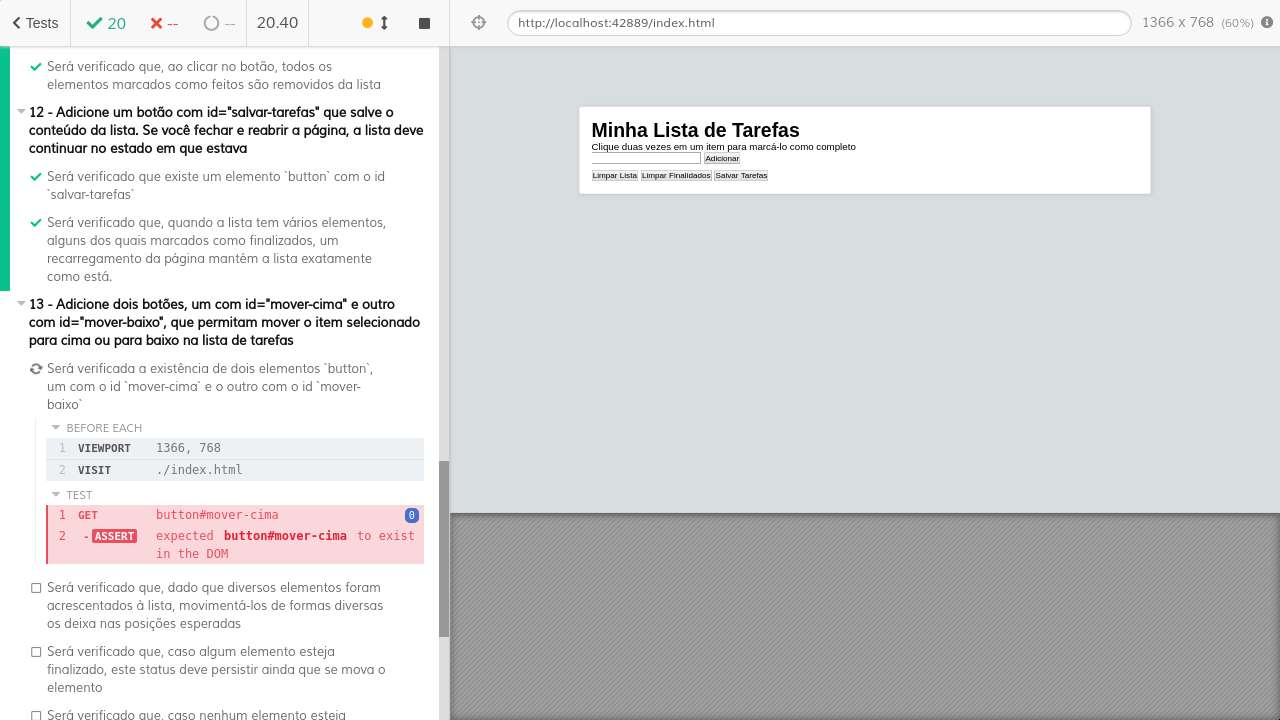 Tests
20
--
--
20.40
http://localhost:42889/index.html
1366 x 768 (60%)
Será verificado que, ao clicar no botão, todos os
elementos marcados como feitos são removidos da lista
12 - Adicione um botão com id="salvar-tarefas" que salve o
conteúdo da lista. Se você fechar e reabrir a página, a lista deve
continuar no estado em que estava
Será verificado que existe um elemento `button` com o id
`salvar-tarefas`
Será verificado que, quando a lista tem vários elementos,
alguns dos quais marcados como finalizados, um
recarregamento da página mantém a lista exatamente
como está.
13 - Adicione dois botões, um com id="mover-cima" e outro
com id="mover-baixo", que permitam mover o item selecionado
para cima ou para baixo na lista de tarefas
Será verificada a existência de dois elementos `button`,
um com o id `mover-cima` e o outro com o id `mover-
baixo`
BEFORE EACH
1 VIEWPORT 1366, 768
2 VISIT ./index.html
TEST
1 GET button#mover-cima 0
2 - ASSERT expected button#mover-cima to exist
in the DOM
Será verificado que, dado que diversos elementos foram
acrescentados à lista, movimentá-los de formas diversas
os deixa nas posições esperadas
Será verificado que, caso algum elemento esteja
finalizado, este status deve persistir ainda que se mova o
elemento
Será verificado que, caso nenhum elemento esteja
Minha Lista de Tarefas
Clique duas vezes em um item para marcá-lo como completo
Adicionar
Limpar Lista Limpar Finalidados Salvar Tarefas